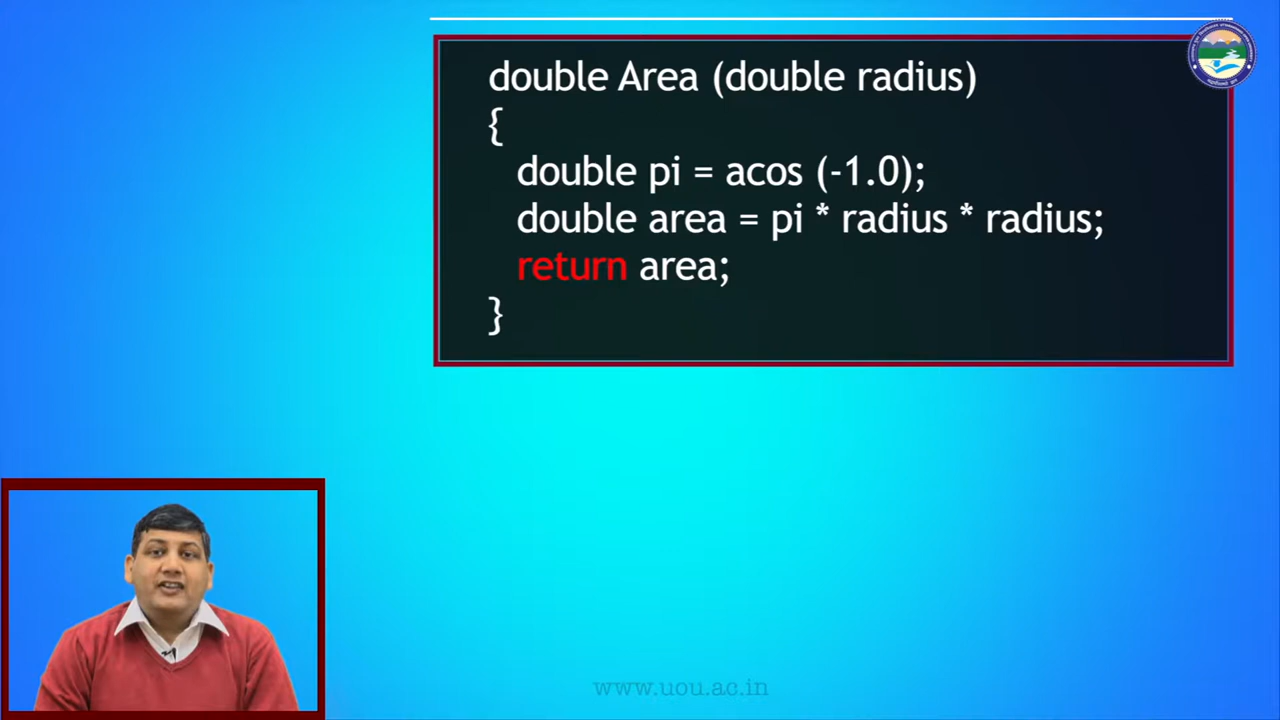 double Area (double radius)
{
double pi = acos (-1.0);
double area = pi * radius * radius;
return area;
}
www.uou.ac.in